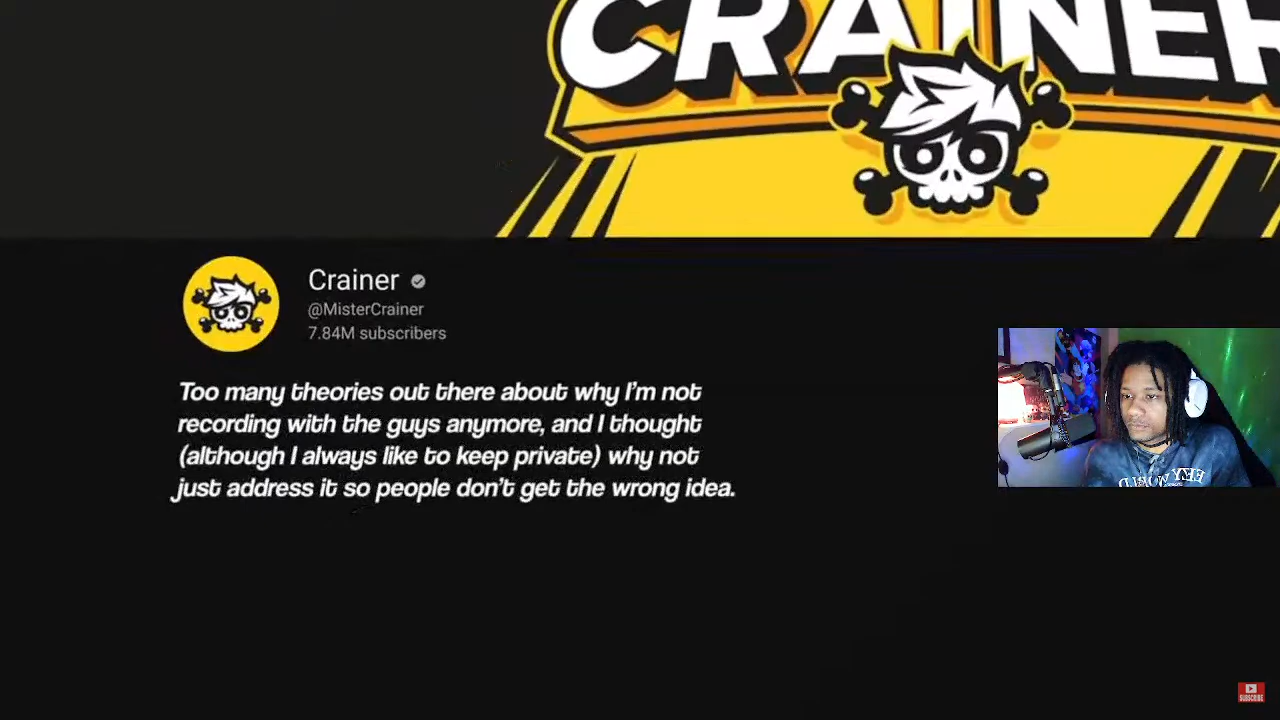 CRAINER
Crainer
@MisterCrainer
7.84M subscribers
Too many theories out there about why I'm not
recording with the guys anymore, and I thought
(although I always like to keep private) why not
just address it so people don't get the wrong idea.
SUBSCRIBE